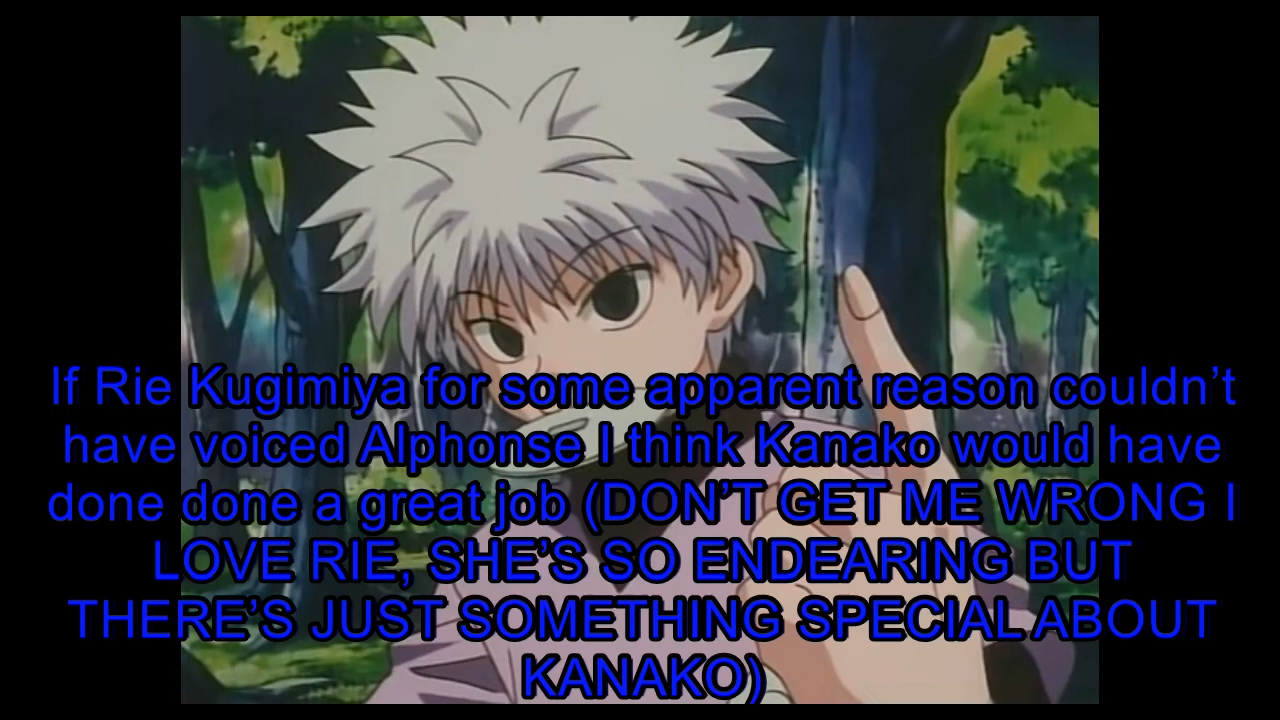 If Rie Kugimiya for some apparent reason couldn’t
have voiced Alphonse I think Kanako would have
done done a great job (DON’T GET ME WRONG I
LOVE RIE, SHE’S SO ENDEARING BUT
THERE’S JUST SOMETHING SPECIAL ABOUT
KANAKO)